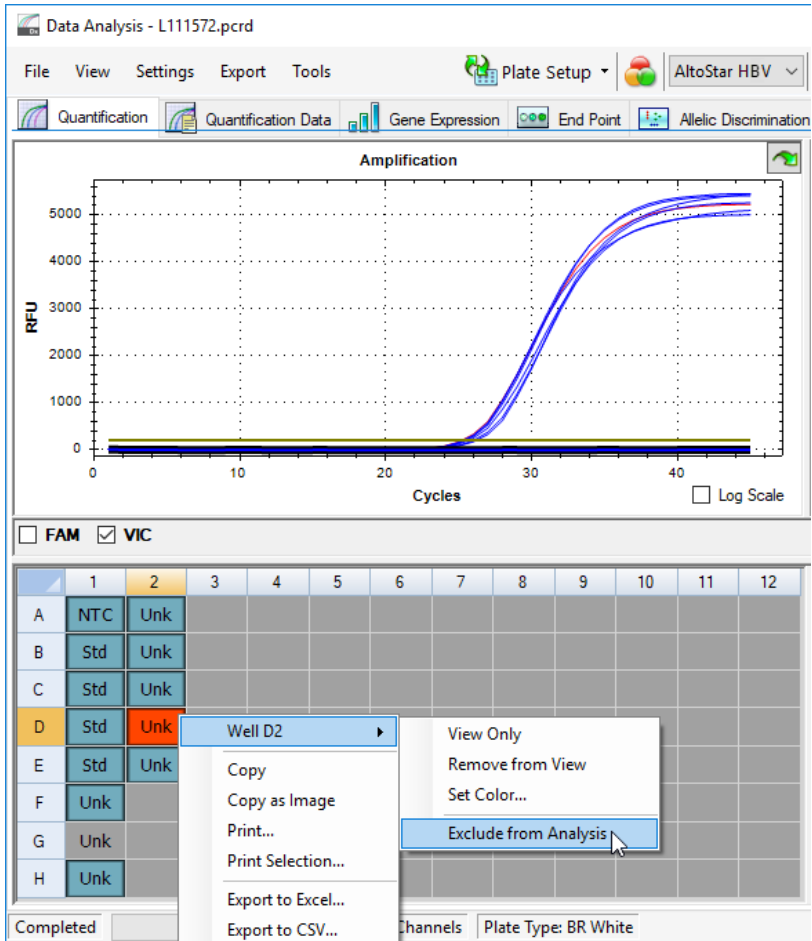 Data Analysis - L111572.pcrd
File View Settings Export Tools Plate Setup AltoStar HBV
Quantification Quantification Data Gene Expression End Point Allelic Discrimination
Amplification
5000
4000
3000
2000
1000
0
RFU
0 10 20 30 40
Cycles
Log Scale
FAM VIC
1 2 3 4 5 6 7 8 9 10 11 12
A NTC Unk
B Std Unk
C Std Unk
D Std Unk
E Std Unk
F Unk
G Unk
H Unk
Well D2
Copy
Copy as Image
Print...
Print Selection...
Export to Excel...
Export to CSV...
View Only
Remove from View
Set Color...
Exclude from Analysis
Completed Channels Plate Type: BR White